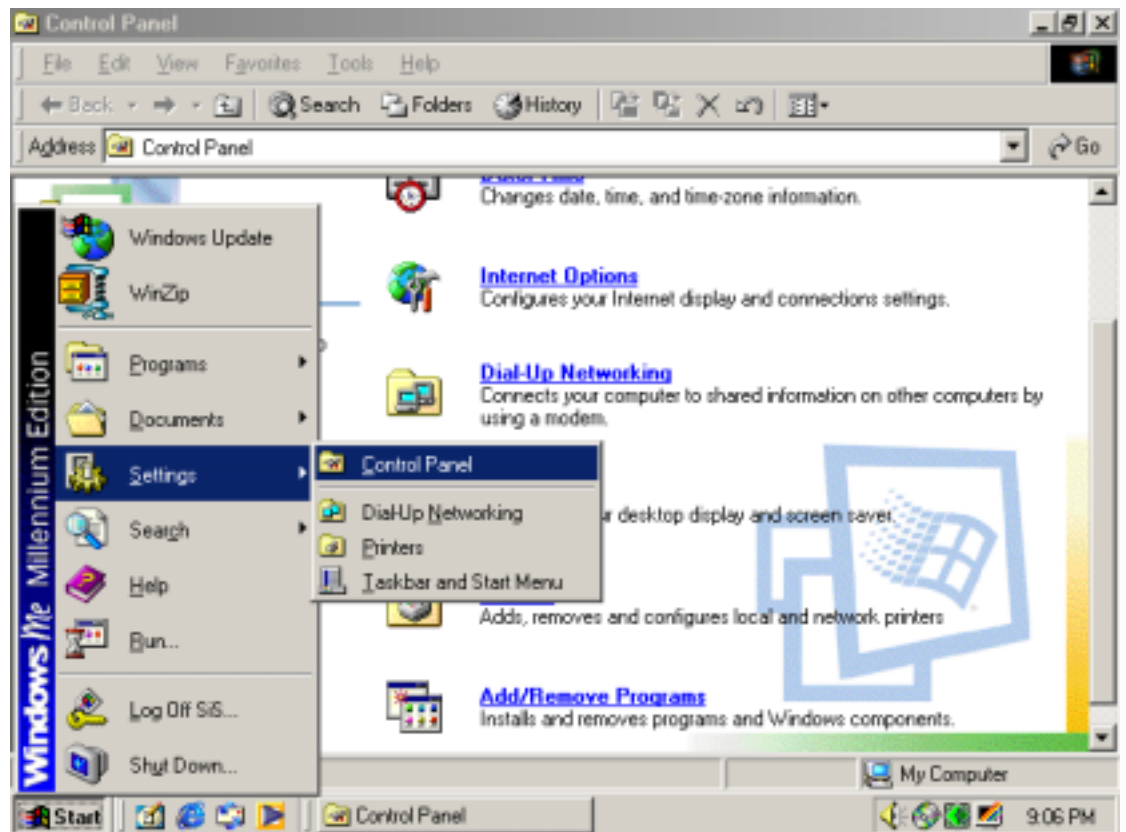 Control Panel
File Edit View Favorites Tools Help
Back Search Folders History
Address Control Panel Go
Changes date, time, and time-zone information.
Internet Options
Configures your Internet display and connections settings.
Dial-Up Networking
Connects your computer to shared information on other computers by
using a modem.
desktop display and screen saver.
Adds, removes and configures local and network printers
Add/Remove Programs
Installs and removes programs and Windows components.
Windows Me Millennium Edition
Windows Update
WinZip
Programs
Documents
Settings
Search
Help
Run...
Log Off SiS...
Shut Down...
Control Panel
Dial-Up Networking
Printers
Taskbar and Start Menu
My Computer
Start Control Panel 9:06 PM